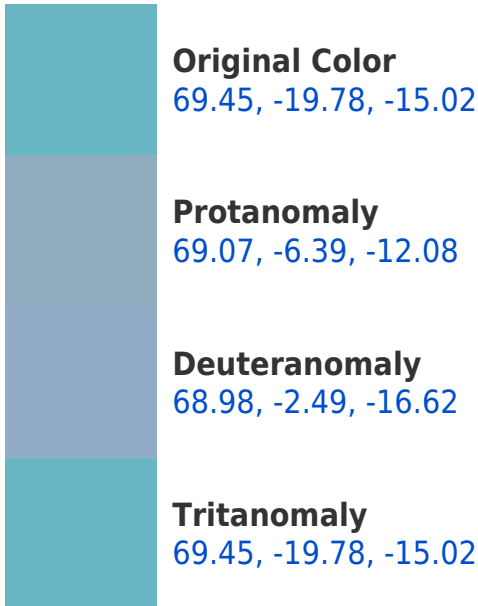 Original Color
69.45, -19.78, -15.02
Protanomaly
69.07, -6.39, -12.08
Deuteranomaly
68.98, -2.49, -16.62
Tritanomaly
69.45, -19.78, -15.02